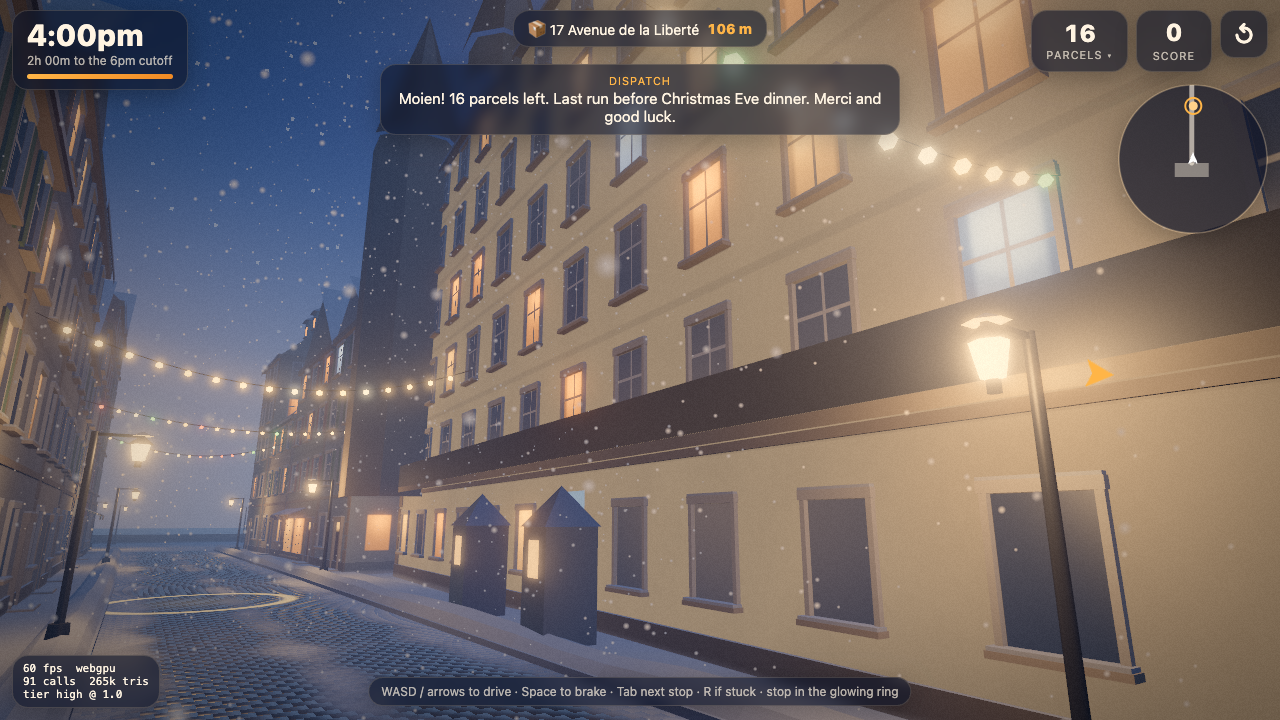 4:00pm
2h 00m to the 6pm cutoff
📦 17 Avenue de la Liberté 106 m
16
PARCELS ▾
0
SCORE
DISPATCH
Moien! 16 parcels left. Last run before Christmas Eve dinner. Merci and
good luck.
60 fps webgpu
91 calls 265k tris
tier high @ 1.0
WASD / arrows to drive · Space to brake · Tab next stop · R if stuck · stop in the glowing ring